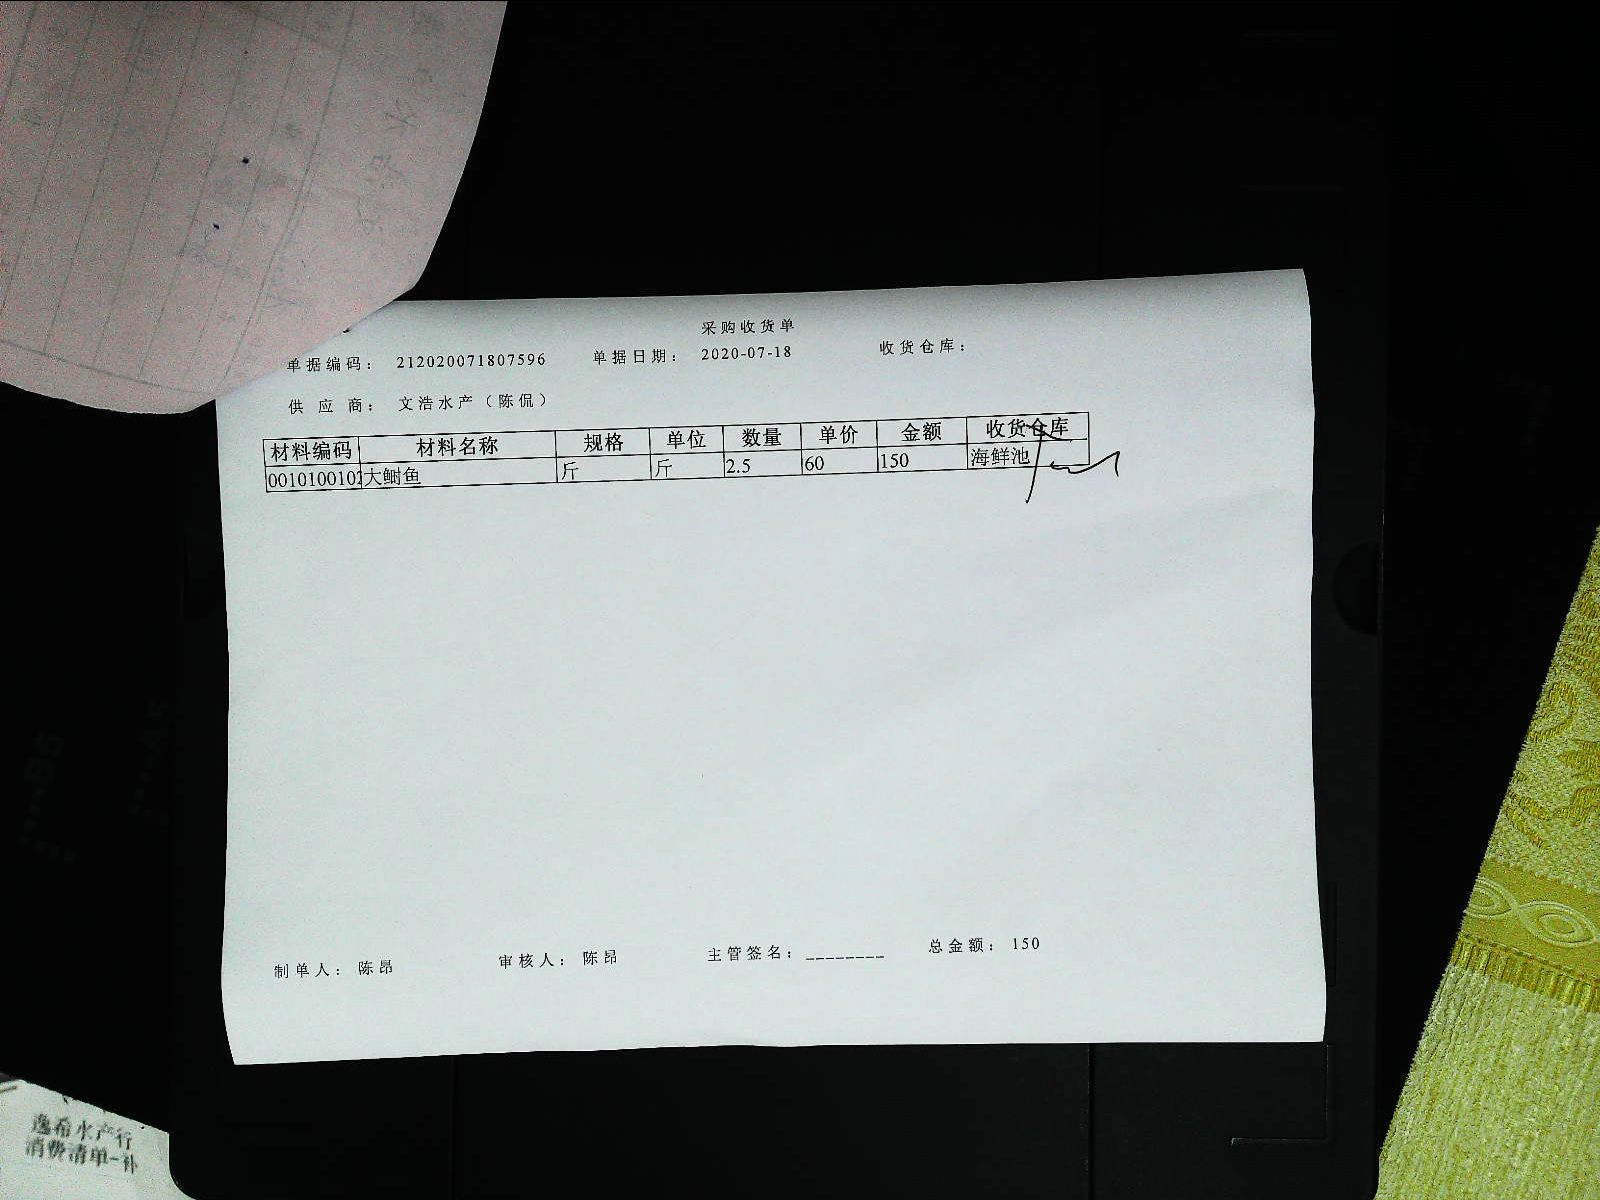 采购收货单
单据编码： 212020071807596 单据日期： 2020-07-18 收货仓库：
供 应 商： 文浩水产（陈侃）
材料编码 材料名称 规格 单位 数量 单价 金额 收货仓库
001010010 大鲥鱼 斤 斤 2.5 60 150 海鲜池
制单人： 陈昂 审核人： 陈昂 主管签名：________ 总金额： 150
逸希水产行
消费清单-补